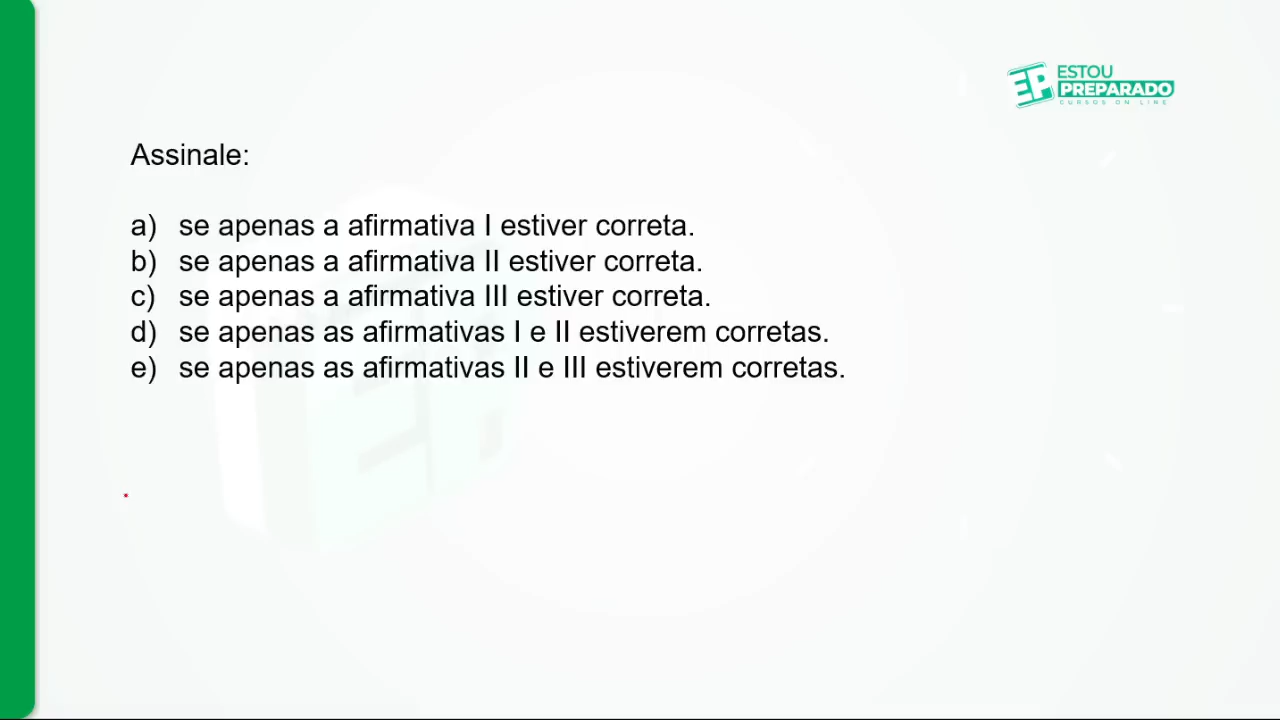 ESTOU
PREPARADO
CURSOS ON LINE
Assinale:
a) se apenas a afirmativa I estiver correta.
b) se apenas a afirmativa II estiver correta.
c) se apenas a afirmativa III estiver correta.
d) se apenas as afirmativas I e II estiverem corretas.
e) se apenas as afirmativas II e III estiverem corretas.